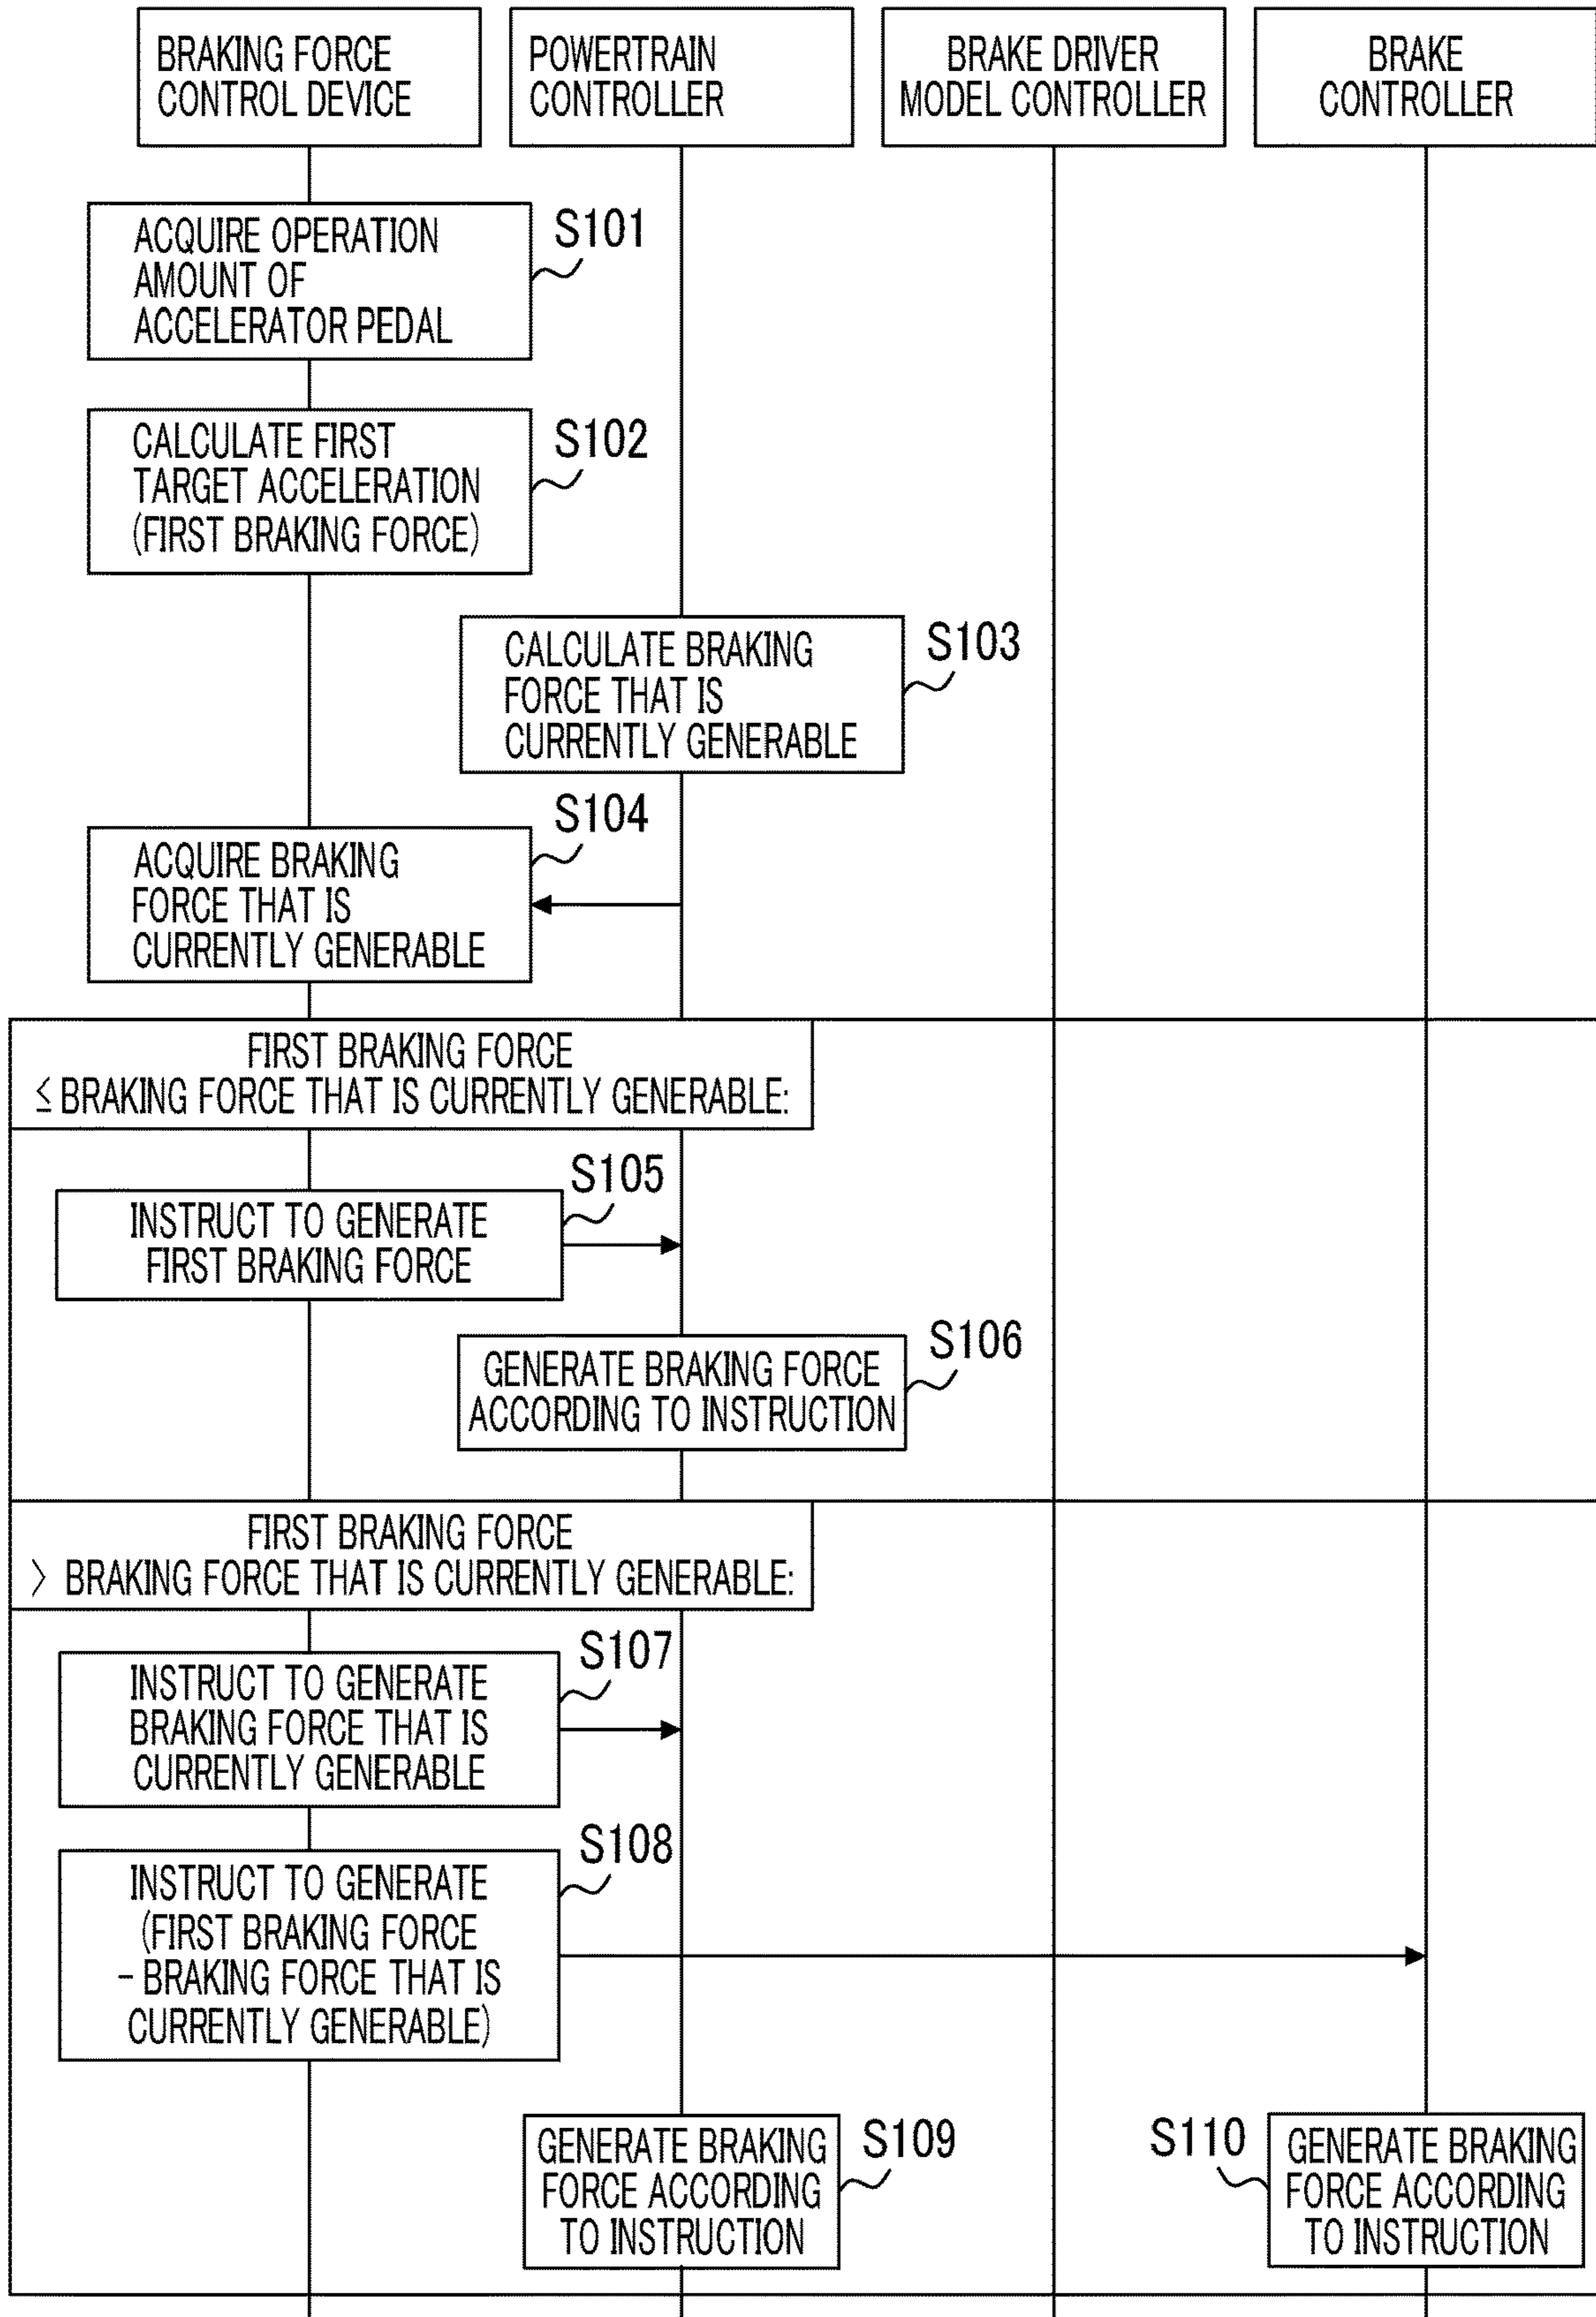 BRAKING FORCE
CONTROL DEVICE
POWERTRAIN
CONTROLLER
BRAKE DRIVER
MODEL CONTROLLER
BRAKE
CONTROLLER
ACQUIRE OPERATION
AMOUNT OF
ACCELERATOR PEDAL
S101
CALCULATE FIRST
TARGET ACCELERATION
(FIRST BRAKING FORCE)
S102
CALCULATE BRAKING
FORCE THAT IS
CURRENTLY GENERABLE
S103
ACQUIRE BRAKING
FORCE THAT IS
CURRENTLY GENERABLE
S104
FIRST BRAKING FORCE
≤ BRAKING FORCE THAT IS CURRENTLY GENERABLE:
INSTRUCT TO GENERATE
FIRST BRAKING FORCE
S105
GENERATE BRAKING FORCE
ACCORDING TO INSTRUCTION
S106
FIRST BRAKING FORCE
> BRAKING FORCE THAT IS CURRENTLY GENERABLE:
INSTRUCT TO GENERATE
BRAKING FORCE THAT IS
CURRENTLY GENERABLE
S107
INSTRUCT TO GENERATE
(FIRST BRAKING FORCE
- BRAKING FORCE THAT IS
CURRENTLY GENERABLE)
S108
GENERATE BRAKING
FORCE ACCORDING
TO INSTRUCTION
S109
S110
GENERATE BRAKING
FORCE ACCORDING
TO INSTRUCTION